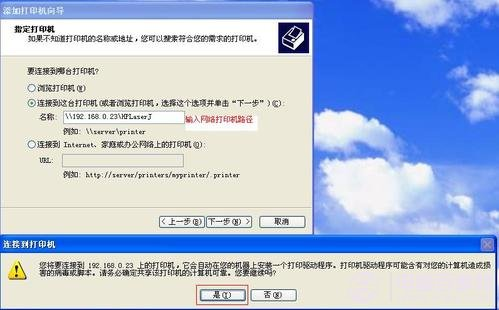 添加打印机向导
指定打印机
如果不知道打印机的名称或地址，您可以搜索符合您的需求的打印机。
要连接到哪台打印机？
浏览打印机(W)
连接到这台打印机(或者浏览打印机，选择这个选项并单击“下一步”)(C):
名称: \\192.168.0.23\HPLaserJ 输入网络打印机路径
例如: \\server\printer
连接到 Internet、家庭或办公网络上的打印机(O):
URL:
例如: http://server/printers/myprinter/.printer
< 上一步(B) 下一步(N) > 取消
连接到打印机
您将要连接到 192.168.0.23 上的打印机，它会自动在您的机器上安装一个打印驱动程序。打印机驱动程序可能含有对您的计算机造成损
害的病毒或脚本。请务必确定共享该打印机的计算机可靠。您要继续吗？
是(Y) 否(N)